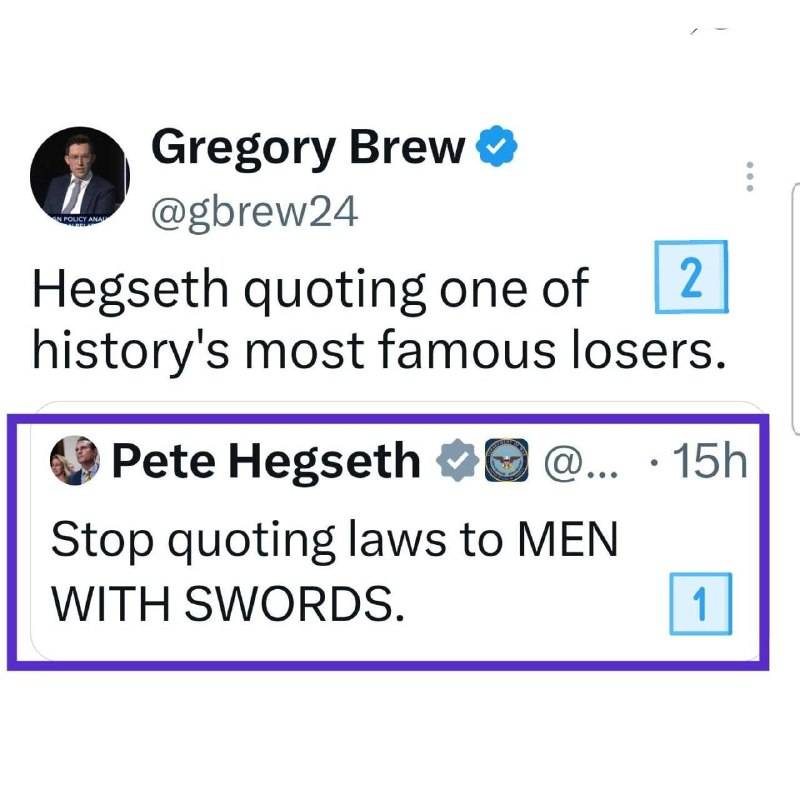 Gregory Brew
@gbrew24
Hegseth quoting one of
2
history's most famous losers.
Pete Hegseth @... · 15h
Stop quoting laws to MEN
WITH SWORDS.
1